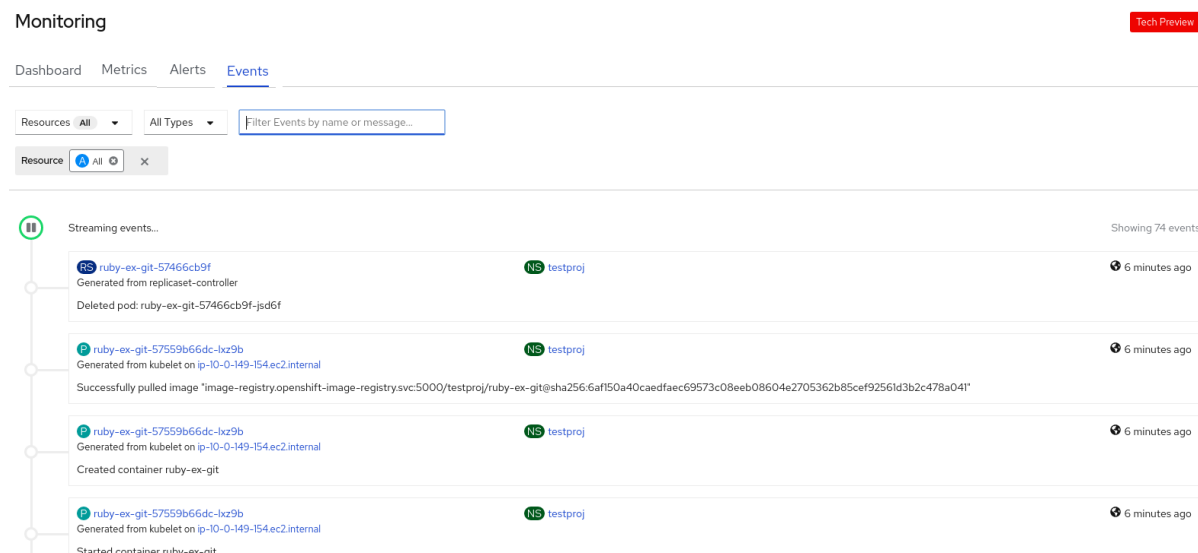 Monitoring
Tech Preview
Dashboard Metrics Alerts Events
Resources All All Types Filter Events by name or message...
Resource A All
Streaming events... Showing 74 events
RS ruby-ex-git-57466cb9f NS testproj 6 minutes ago
Generated from replicaset-controller
Deleted pod: ruby-ex-git-57466cb9f-jsd6f
P ruby-ex-git-57559b66dc-lxz9b NS testproj 6 minutes ago
Generated from kubelet on ip-10-0-149-154.ec2.internal
Successfully pulled image "image-registry.openshift-image-registry.svc:5000/testproj/ruby-ex-git@sha256:6af150a40caedfaec69573c08eeb08604e2705362b85cef92561d3b2c478a041"
P ruby-ex-git-57559b66dc-lxz9b NS testproj 6 minutes ago
Generated from kubelet on ip-10-0-149-154.ec2.internal
Created container ruby-ex-git
P ruby-ex-git-57559b66dc-lxz9b NS testproj 6 minutes ago
Generated from kubelet on ip-10-0-149-154.ec2.internal
Started container ruby-ex-git